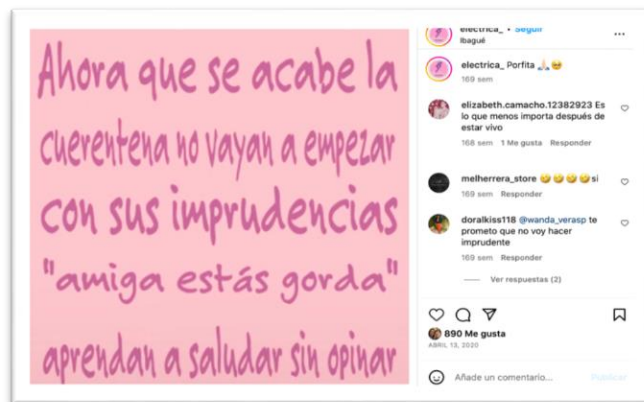 Ahora que se acabe la
cuerentena no vayan a empezar
con sus imprudencias
"amiga estás gorda"
aprendan a saludar sin opinar
electrica_ • Seguir
Ibagué
electrica_ Porfita
169 sem
elizabeth.camacho.12382923 Es
lo que menos importa después de
estar vivo
168 sem 1 Me gusta Responder
melherrera_store si
169 sem Responder
doralkiss118 @wanda_verasp te
prometo que no voy hacer
imprudente
169 sem Responder
Ver respuestas (2)
890 Me gusta
ABRIL 13, 2020
Añade un comentario...
Publicar